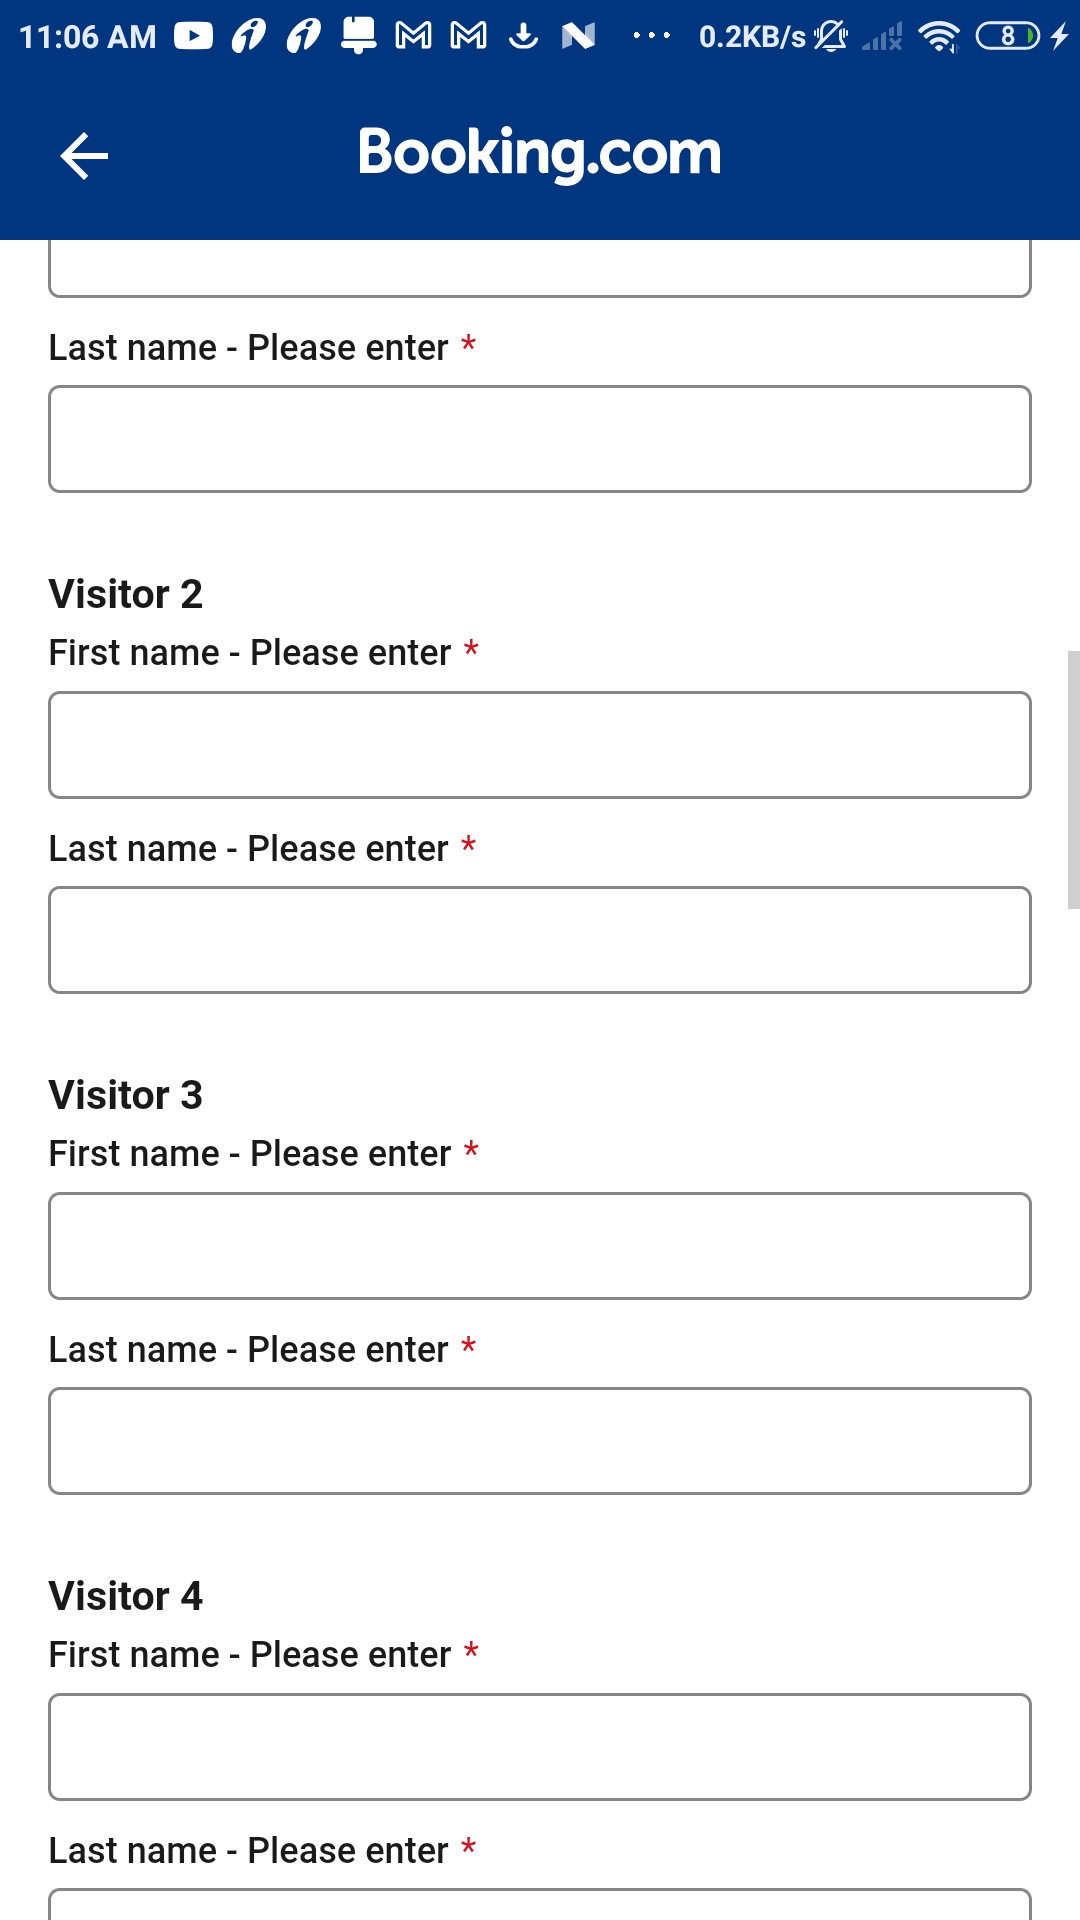 11:06 AM 0.2KB/s 8
Booking.com
Last name - Please enter *
Visitor 2
First name - Please enter *
Last name - Please enter *
Visitor 3
First name - Please enter *
Last name - Please enter *
Visitor 4
First name - Please enter *
Last name - Please enter *